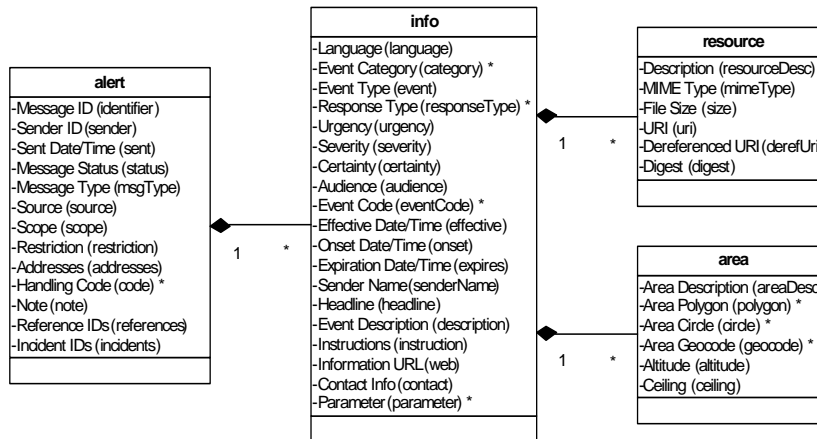 alert
-Message ID (identifier)
-Sender ID (sender)
-Sent Date/Time (sent)
-Message Status (status)
-Message Type (msgType)
-Source (source)
-Scope (scope)
-Restriction (restriction)
-Addresses (addresses)
-Handling Code (code) *
-Note (note)
-Reference IDs (references)
-Incident IDs (incidents)
1 *
info
-Language (language)
-Event Category (category) *
-Event Type (event)
-Response Type (responseType) *
-Urgency (urgency)
-Severity (severity)
-Certainty (certainty)
-Audience (audience)
-Event Code (eventCode) *
-Effective Date/Time (effective)
-Onset Date/Time (onset)
-Expiration Date/Time (expires)
-Sender Name (senderName)
-Headline (headline)
-Event Description (description)
-Instructions (instruction)
-Information URL (web)
-Contact Info (contact)
-Parameter (parameter) *
1 *
1 *
resource
-Description (resourceDesc)
-MIME Type (mimeType)
-File Size (size)
-URI (uri)
-Dereferenced URI (derefUri
-Digest (digest)
area
-Area Description (areaDesc
-Area Polygon (polygon) *
-Area Circle (circle) *
-Area Geocode (geocode) *
-Altitude (altitude)
-Ceiling (ceiling)